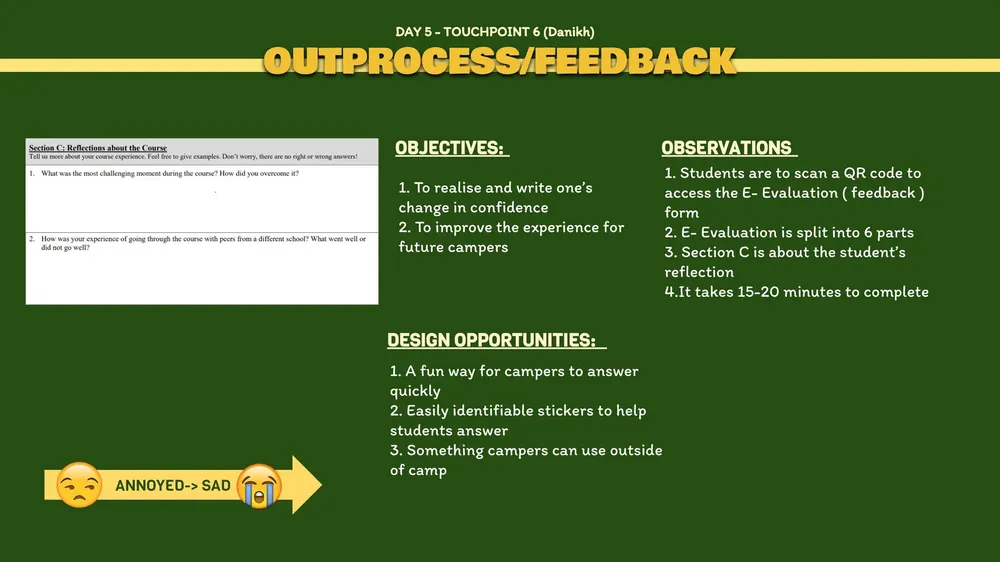 DAY 5 - TOUCHPOINT 6 (Danikh)
OUTPROCESS/FEEDBACK
Section C: Reflections about the Course
Tell us more about your course experience. Feel free to give examples. Don't worry, there are no right or wrong answers!
1. What was the most challenging moment during the course? How did you overcome it?
2. How was your experience of going through the course with peers from a different school? What went well or
did not go well?
OBJECTIVES:
1. To realise and write one's
change in confidence
2. To improve the experience for
future campers
OBSERVATIONS
1. Students are to scan a QR code to
access the E- Evaluation ( feedback )
form
2. E- Evaluation is split into 6 parts
3. Section C is about the student's
reflection
4.It takes 15-20 minutes to complete
DESIGN OPPORTUNITIES:
1. A fun way for campers to answer
quickly
2. Easily identifiable stickers to help
students answer
3. Something campers can use outside
of camp
ANNOYED-> SAD